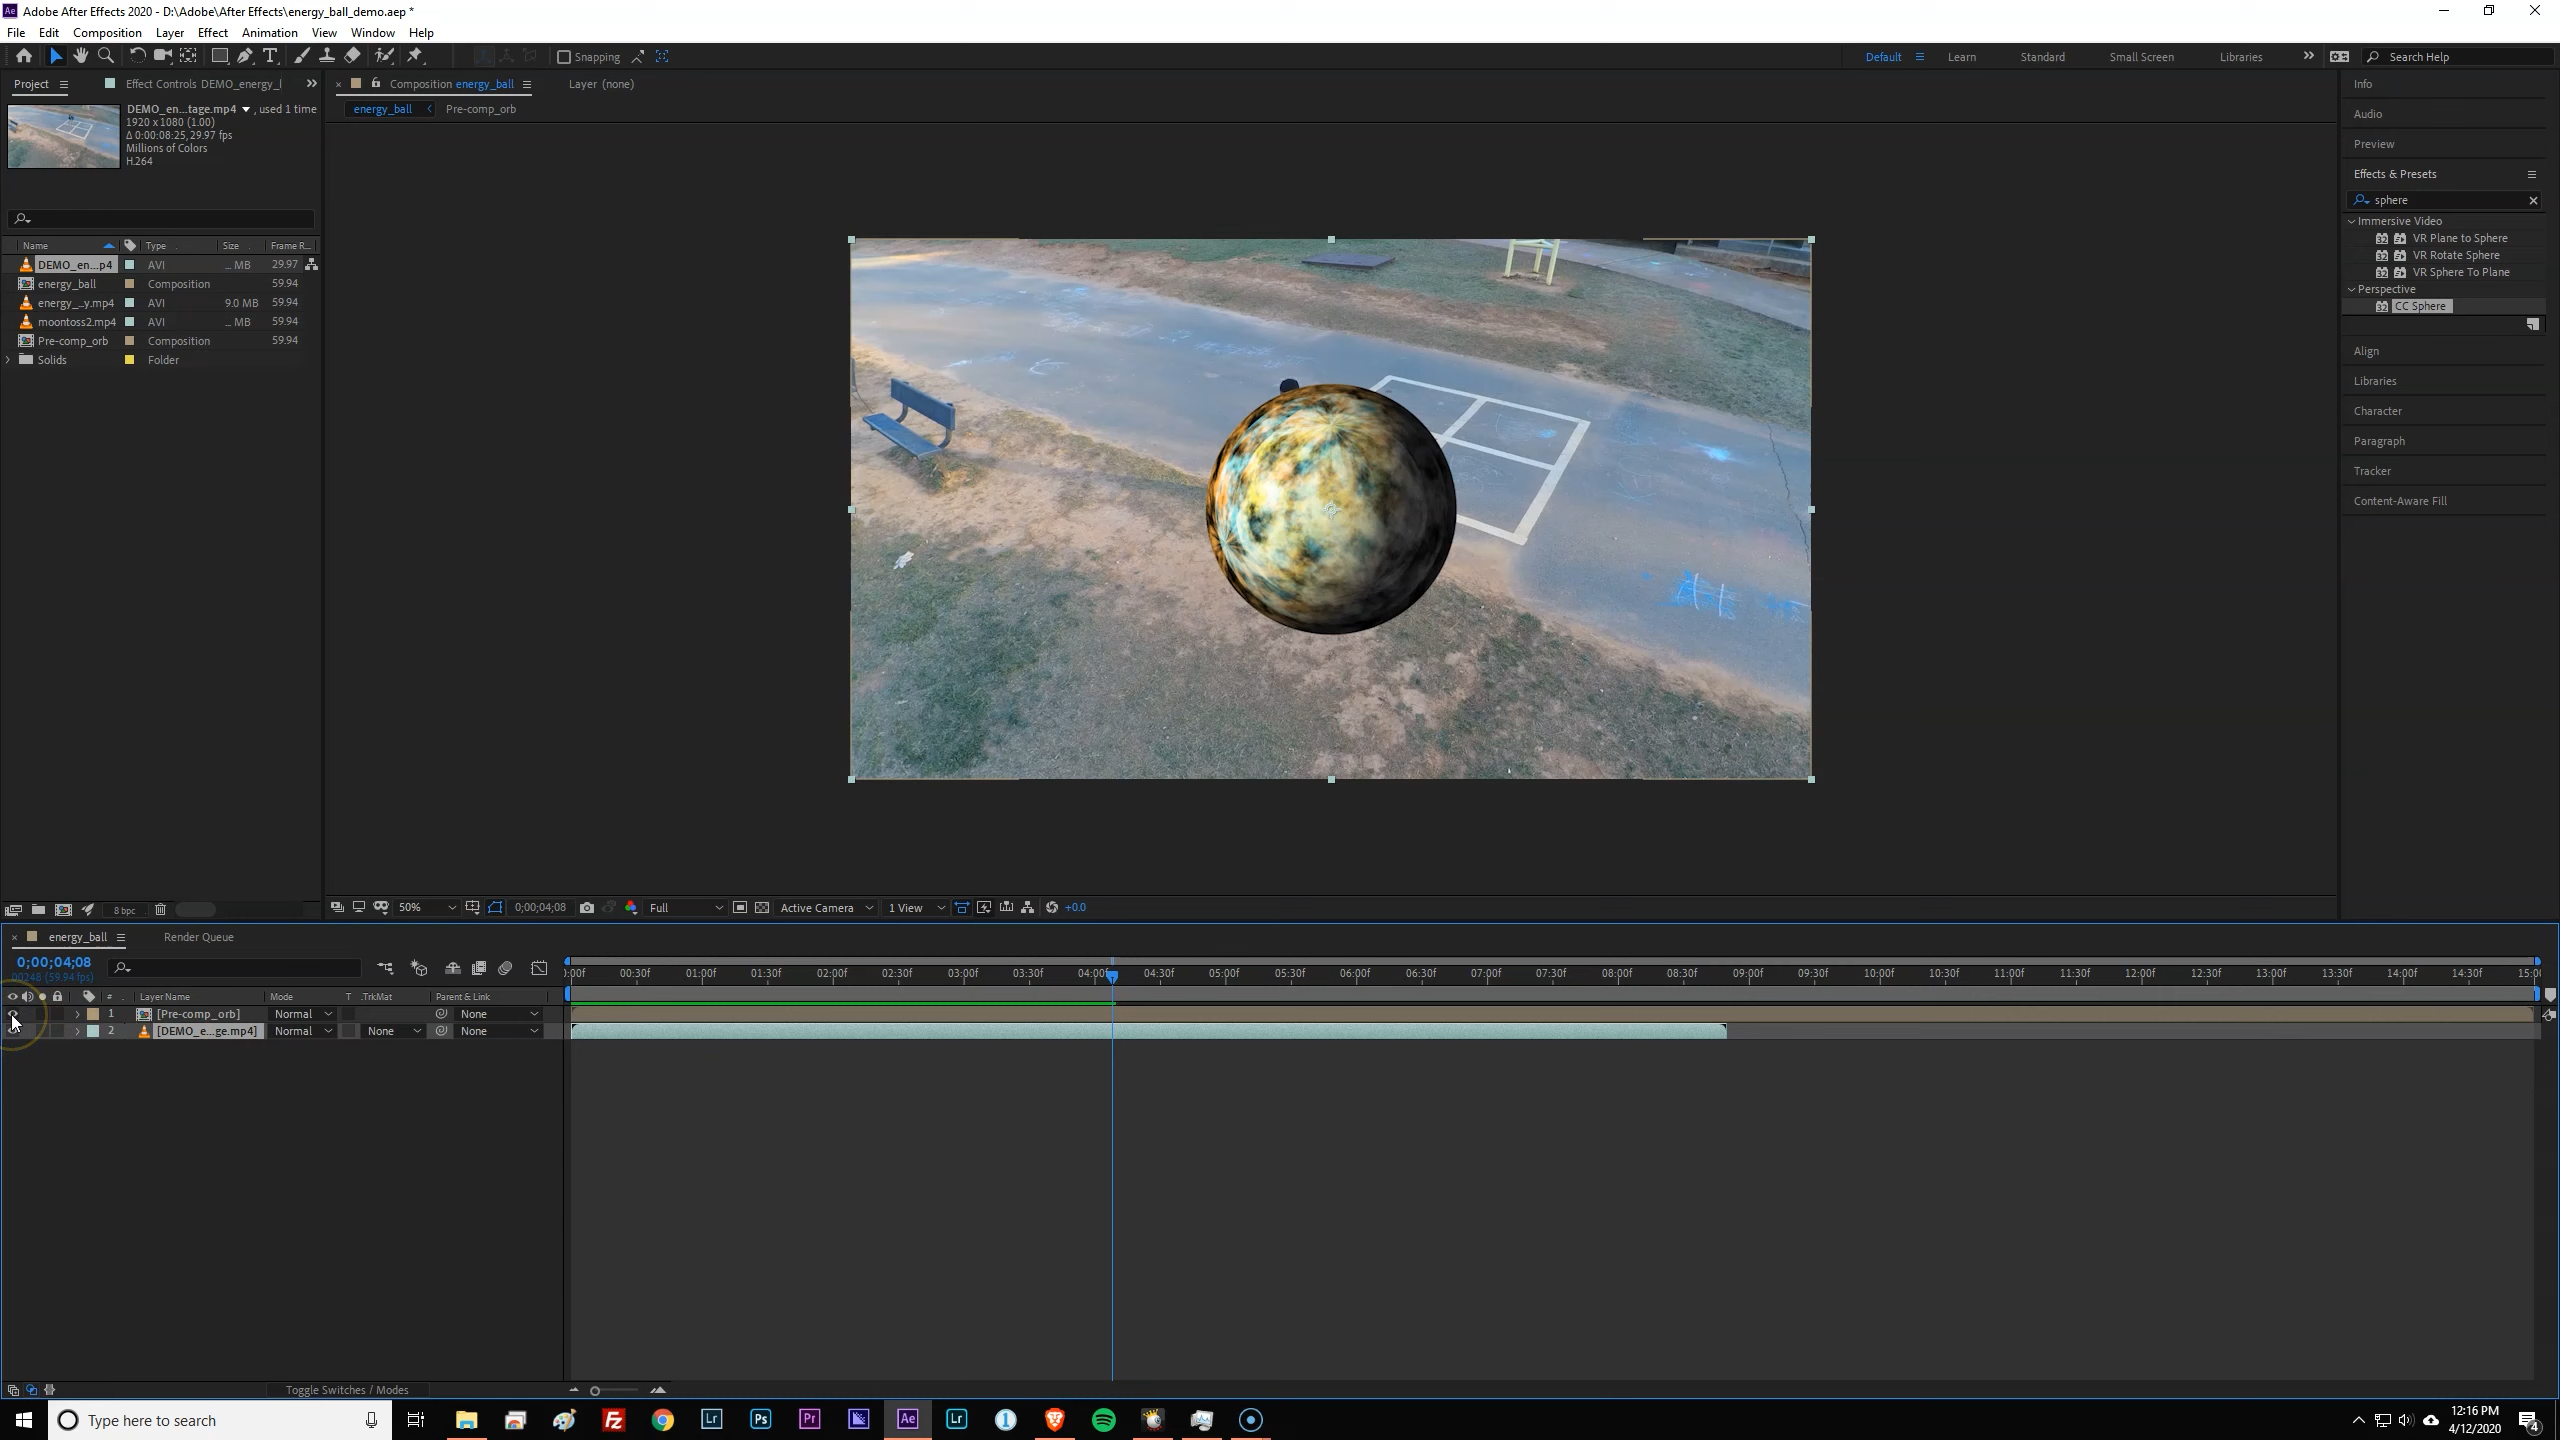 Adobe After Effects 2020 - D:\Adobe\After Effects\energy_ball_demo.aep *
File Edit Composition Layer Effect Animation View Window Help
Snapping
Default Learn Standard Small Screen Libraries Search Help
Project Effect Controls DEMO_energy_l
DEMO_en...tage.mp4 , used 1 time
1920 x 1080 (1.00)
Δ 0:00:08:25, 29.97 fps
Millions of Colors
H.264
Name Type Size Frame R...
DEMO_en...p4 AVI ... MB 29.97
energy_ball Composition 59.94
energy_...y.mp4 AVI 9.0 MB 59.94
moontoss2.mp4 AVI ... MB 59.94
Pre-comp_orb Composition 59.94
Solids Folder
8 bpc
Composition energy_ball Layer (none)
energy_ball Pre-comp_orb
50% 0;00;04;08 Full Active Camera 1 View +0.0
Info
Audio
Preview
Effects & Presets
sphere
Immersive Video
VR Plane to Sphere
VR Rotate Sphere
VR Sphere To Plane
Perspective
CC Sphere
Align
Libraries
Character
Paragraph
Tracker
Content-Aware Fill
energy_ball Render Queue
0;00;04;08
00248 (59.94 fps)
:00f 00:30f 01:00f 01:30f 02:00f 02:30f 03:00f 03:30f 04:00f 04:30f 05:00f 05:30f 06:00f 06:30f 07:00f 07:30f 08:00f 08:30f 09:00f 09:30f 10:00f 10:30f 11:00f 11:30f 12:00f 12:30f 13:00f 13:30f 14:00f 14:30f 15:0
# Layer Name Mode T .TrkMat Parent & Link
1 [Pre-comp_orb] Normal None
2 [DEMO_e...ge.mp4] Normal None None
Toggle Switches / Modes
Type here to search
Fz Lr Ps Pr Ae Lr 1
12:16 PM
4/12/2020
4